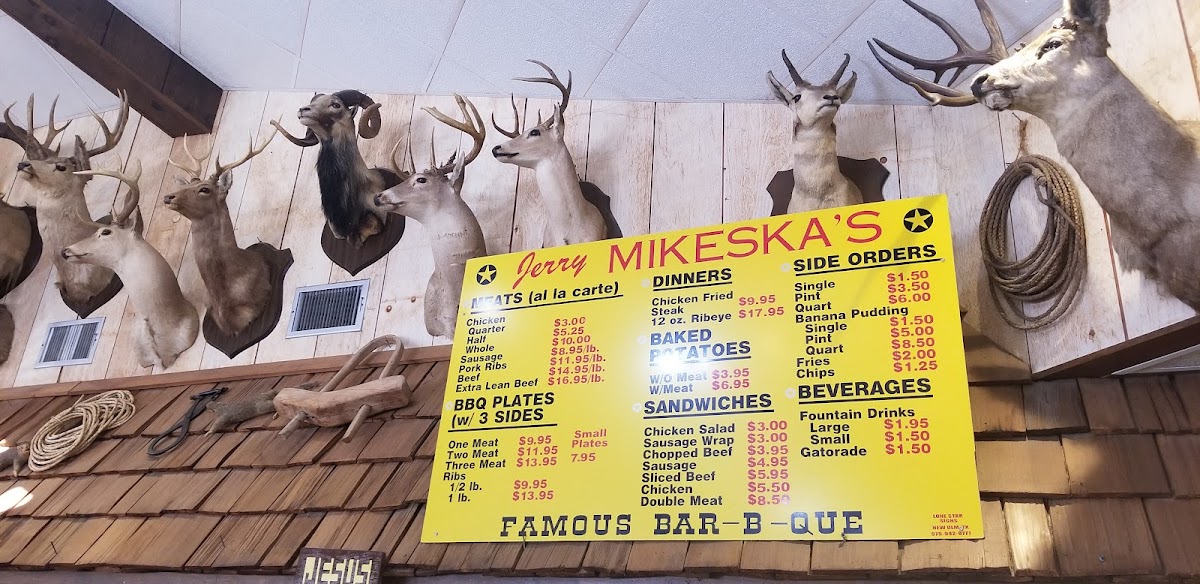 Jerry MIKESKA'S
MEATS (al la carte)
Chicken
Quarter $3.00
Half $5.25
Whole $10.00
Sausage $8.95/lb.
Pork Ribs $11.95/lb.
Beef $14.95/lb.
Extra Lean Beef $16.95/lb.
BBQ PLATES
(w/ 3 SIDES
One Meat $9.95
Two Meat $11.95
Three Meat $13.95
Small
Plates
7.95
Ribs
1/2 lb. $9.95
1 lb. $13.95
DINNERS
Chicken Fried
Steak $9.95
12 oz. Ribeye $17.95
BAKED
POTATOES
W/O Meat $3.95
W/Meat $6.95
SANDWICHES
Chicken Salad $3.00
Sausage Wrap $3.00
Chopped Beef $3.95
Sausage $4.95
Sliced Beef $5.95
Chicken $5.50
Double Meat $8.50
SIDE ORDERS
Single $1.50
Pint $3.50
Quart $6.00
Banana Pudding
Single $1.50
Pint $5.00
Quart $8.50
Fries $2.00
Chips $1.25
BEVERAGES
Fountain Drinks
Large $1.95
Small $1.50
Gatorade $1.50
FAMOUS BAR-B-QUE
LONE STAR
SIGNS
NEW ULM,TX
JESUS